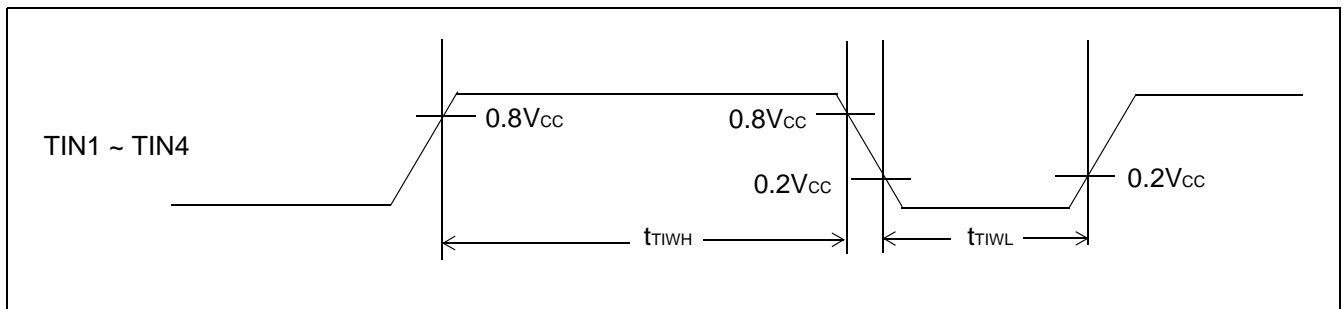 0.8VCC
0.8VCC
TIN1 ~ TIN4
0.2VCC
0.2VCC
tTIWH
tTIWL